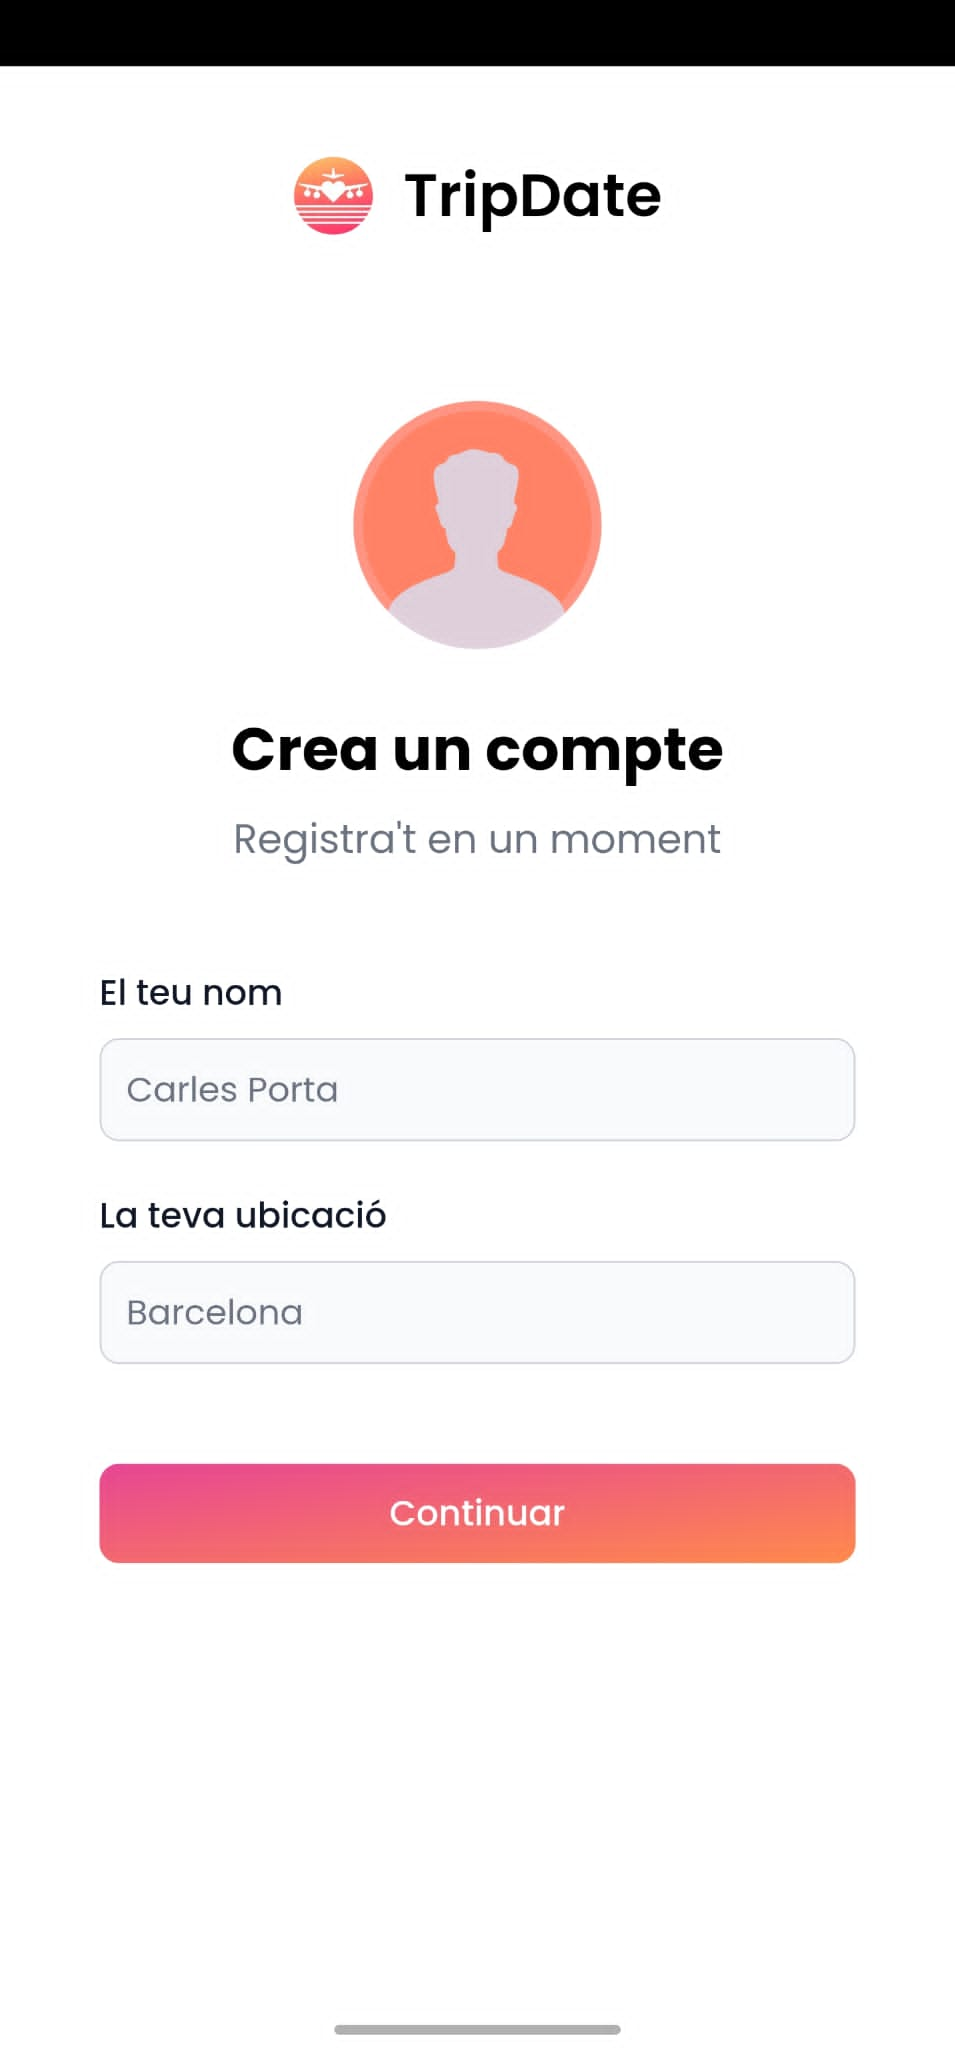 TripDate
Crea un compte
Registra't en un moment
El teu nom
Carles Porta
La teva ubicació
Barcelona
Continuar